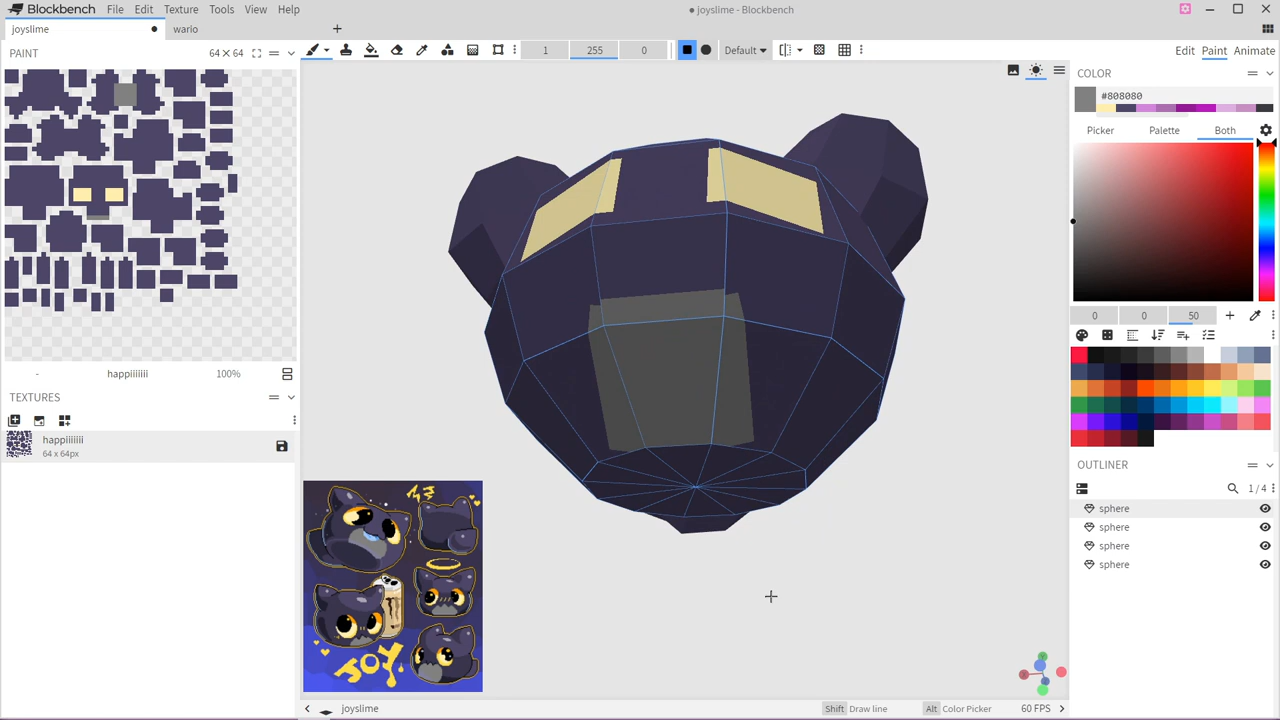 Blockbench File Edit Texture Tools View Help
● joyslime - Blockbench
joyslime ● wario +
PAINT 64 × 64
1 255 0 Default
Edit Paint Animate
COLOR
#808080
Picker Palette Both
0 0 50
- happiiiiiii 100%
TEXTURES
happiiiiiii
64 x 64px
OUTLINER
1 / 4
sphere
sphere
sphere
sphere
JOY
joyslime
Shift Draw line Alt Color Picker 60 FPS